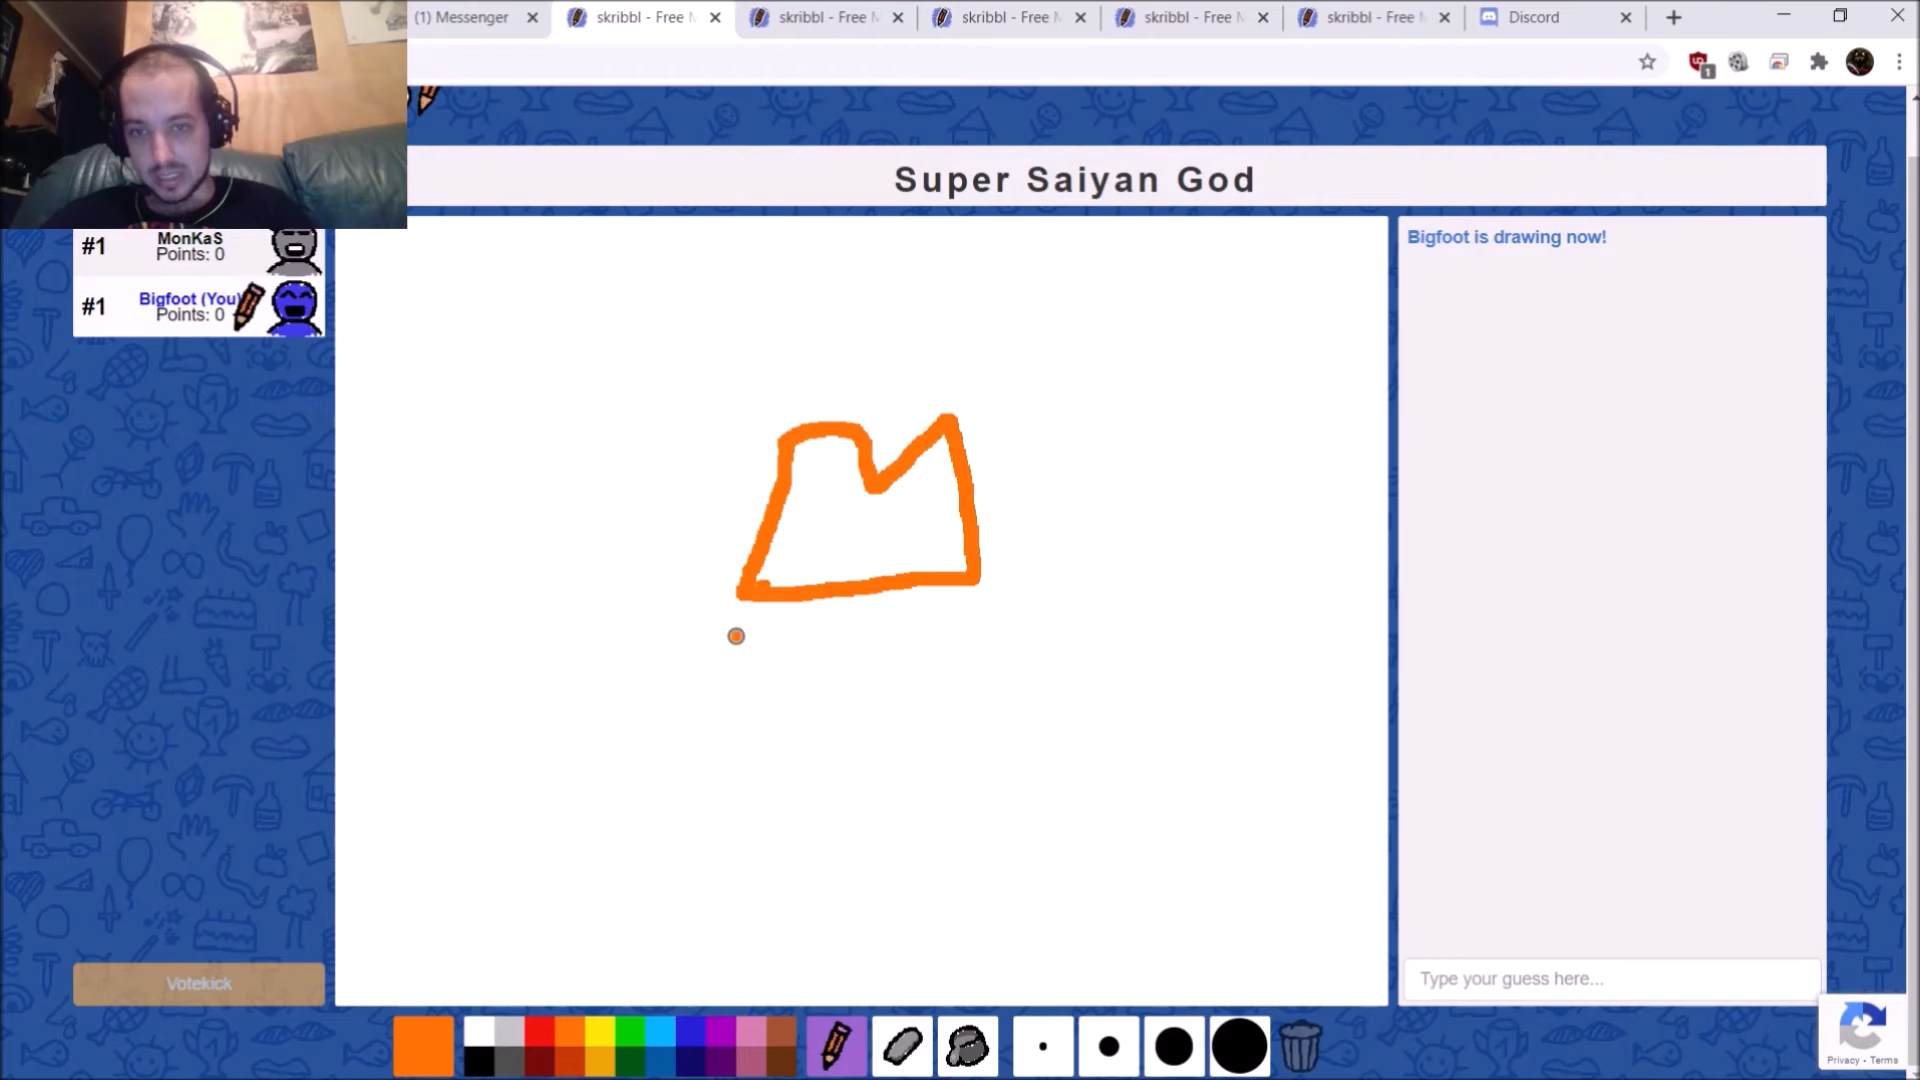 (1) Messenger
skribbl - Free M
skribbl - Free M
skribbl - Free M
skribbl - Free M
skribbl - Free M
Discord
1
Super Saiyan God
#1
MonKaS
Points: 0
#1
Bigfoot (You)
Points: 0
Bigfoot is drawing now!
Votekick
Type your guess here...
Privacy - Terms